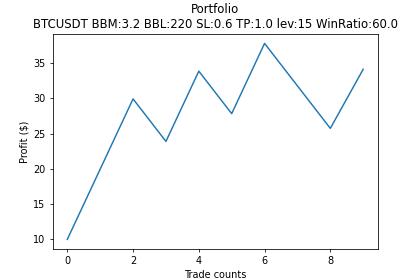 Portfolio
BTCUSDT BBM:3.2 BBL:220 SL:0.6 TP:1.0 lev:15 WinRatio:60.0
35
30
25
20
15
10
Profit ($)
0
2
4
6
8
Trade counts